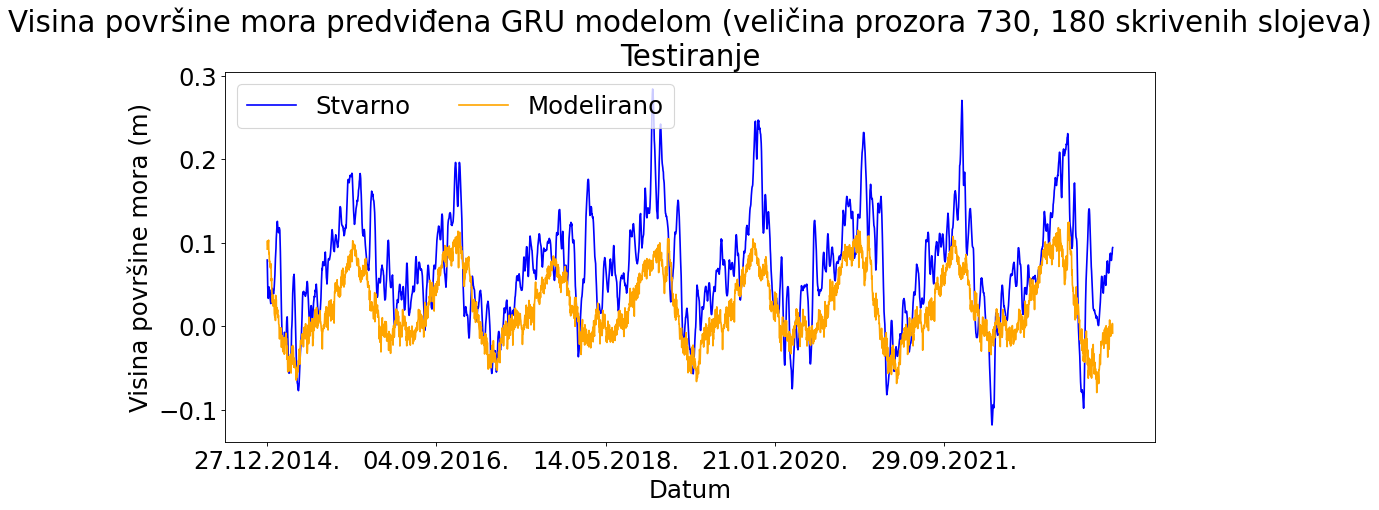 Visina površine mora predviđena GRU modelom (veličina prozora 730, 180 skrivenih slojeva)
Testiranje
Stvarno
Modelirano
Visina površine mora (m)
0.3
0.2
0.1
0.0
−0.1
27.12.2014.
04.09.2016.
14.05.2018.
21.01.2020.
29.09.2021.
Datum